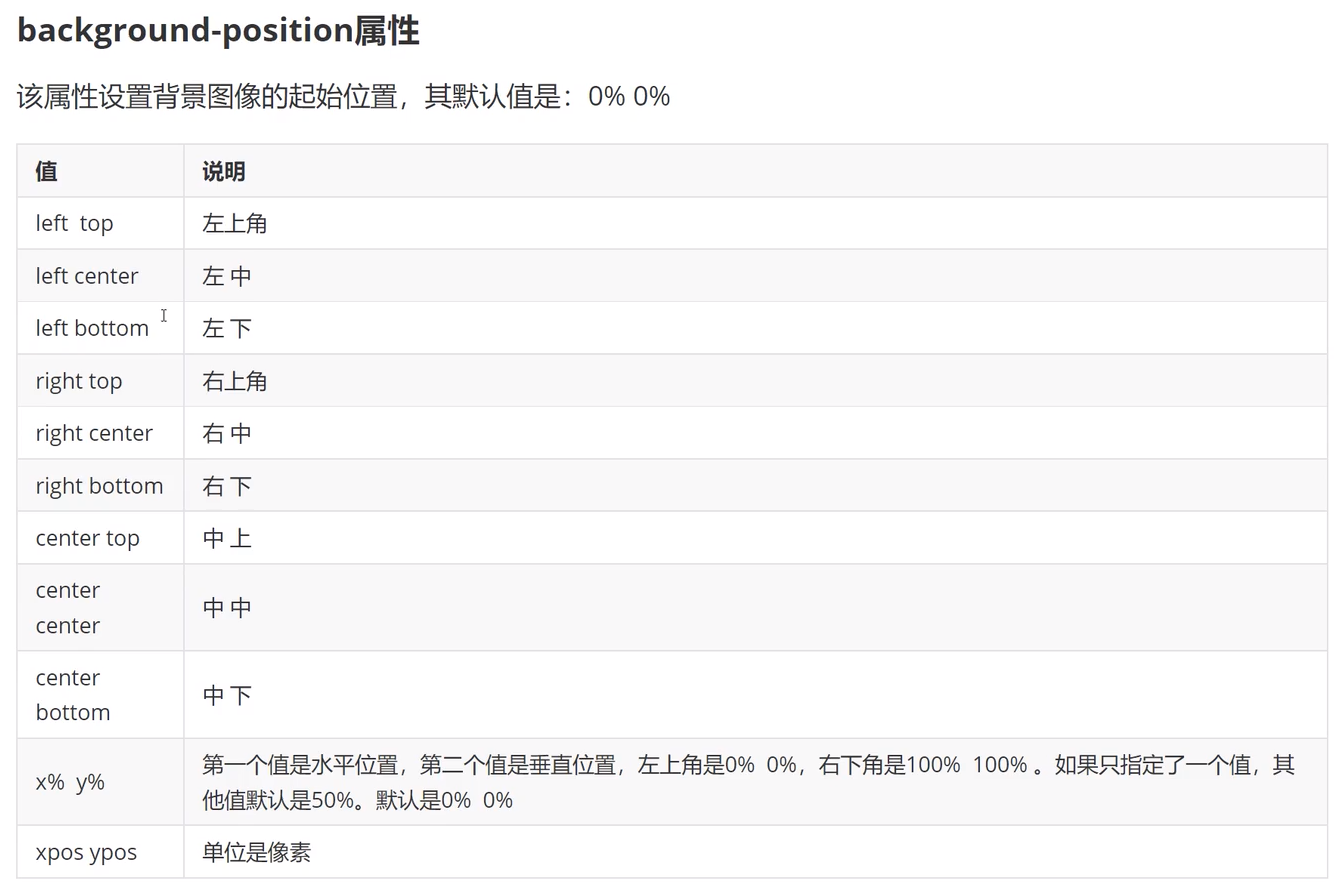 background-position属性
该属性设置背景图像的起始位置，其默认值是：0% 0%
值 说明
left top 左上角
left center 左 中
left bottom 左 下
right top 右上角
right center 右 中
right bottom 右 下
center top 中 上
center
center
中 中
center
bottom
中 下
x% y%
第一个值是水平位置，第二个值是垂直位置，左上角是0% 0%，右下角是100% 100% 。如果只指定了一个值，其
他值默认是50%。默认是0% 0%
xpos ypos 单位是像素